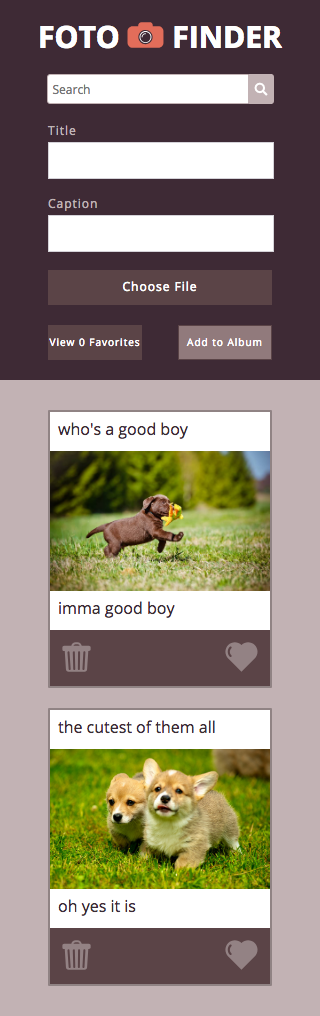 FOTO FINDER
Search
Title
Caption
Choose File
View 0 Favorites Add to Album
who's a good boy
imma good boy
the cutest of them all
oh yes it is